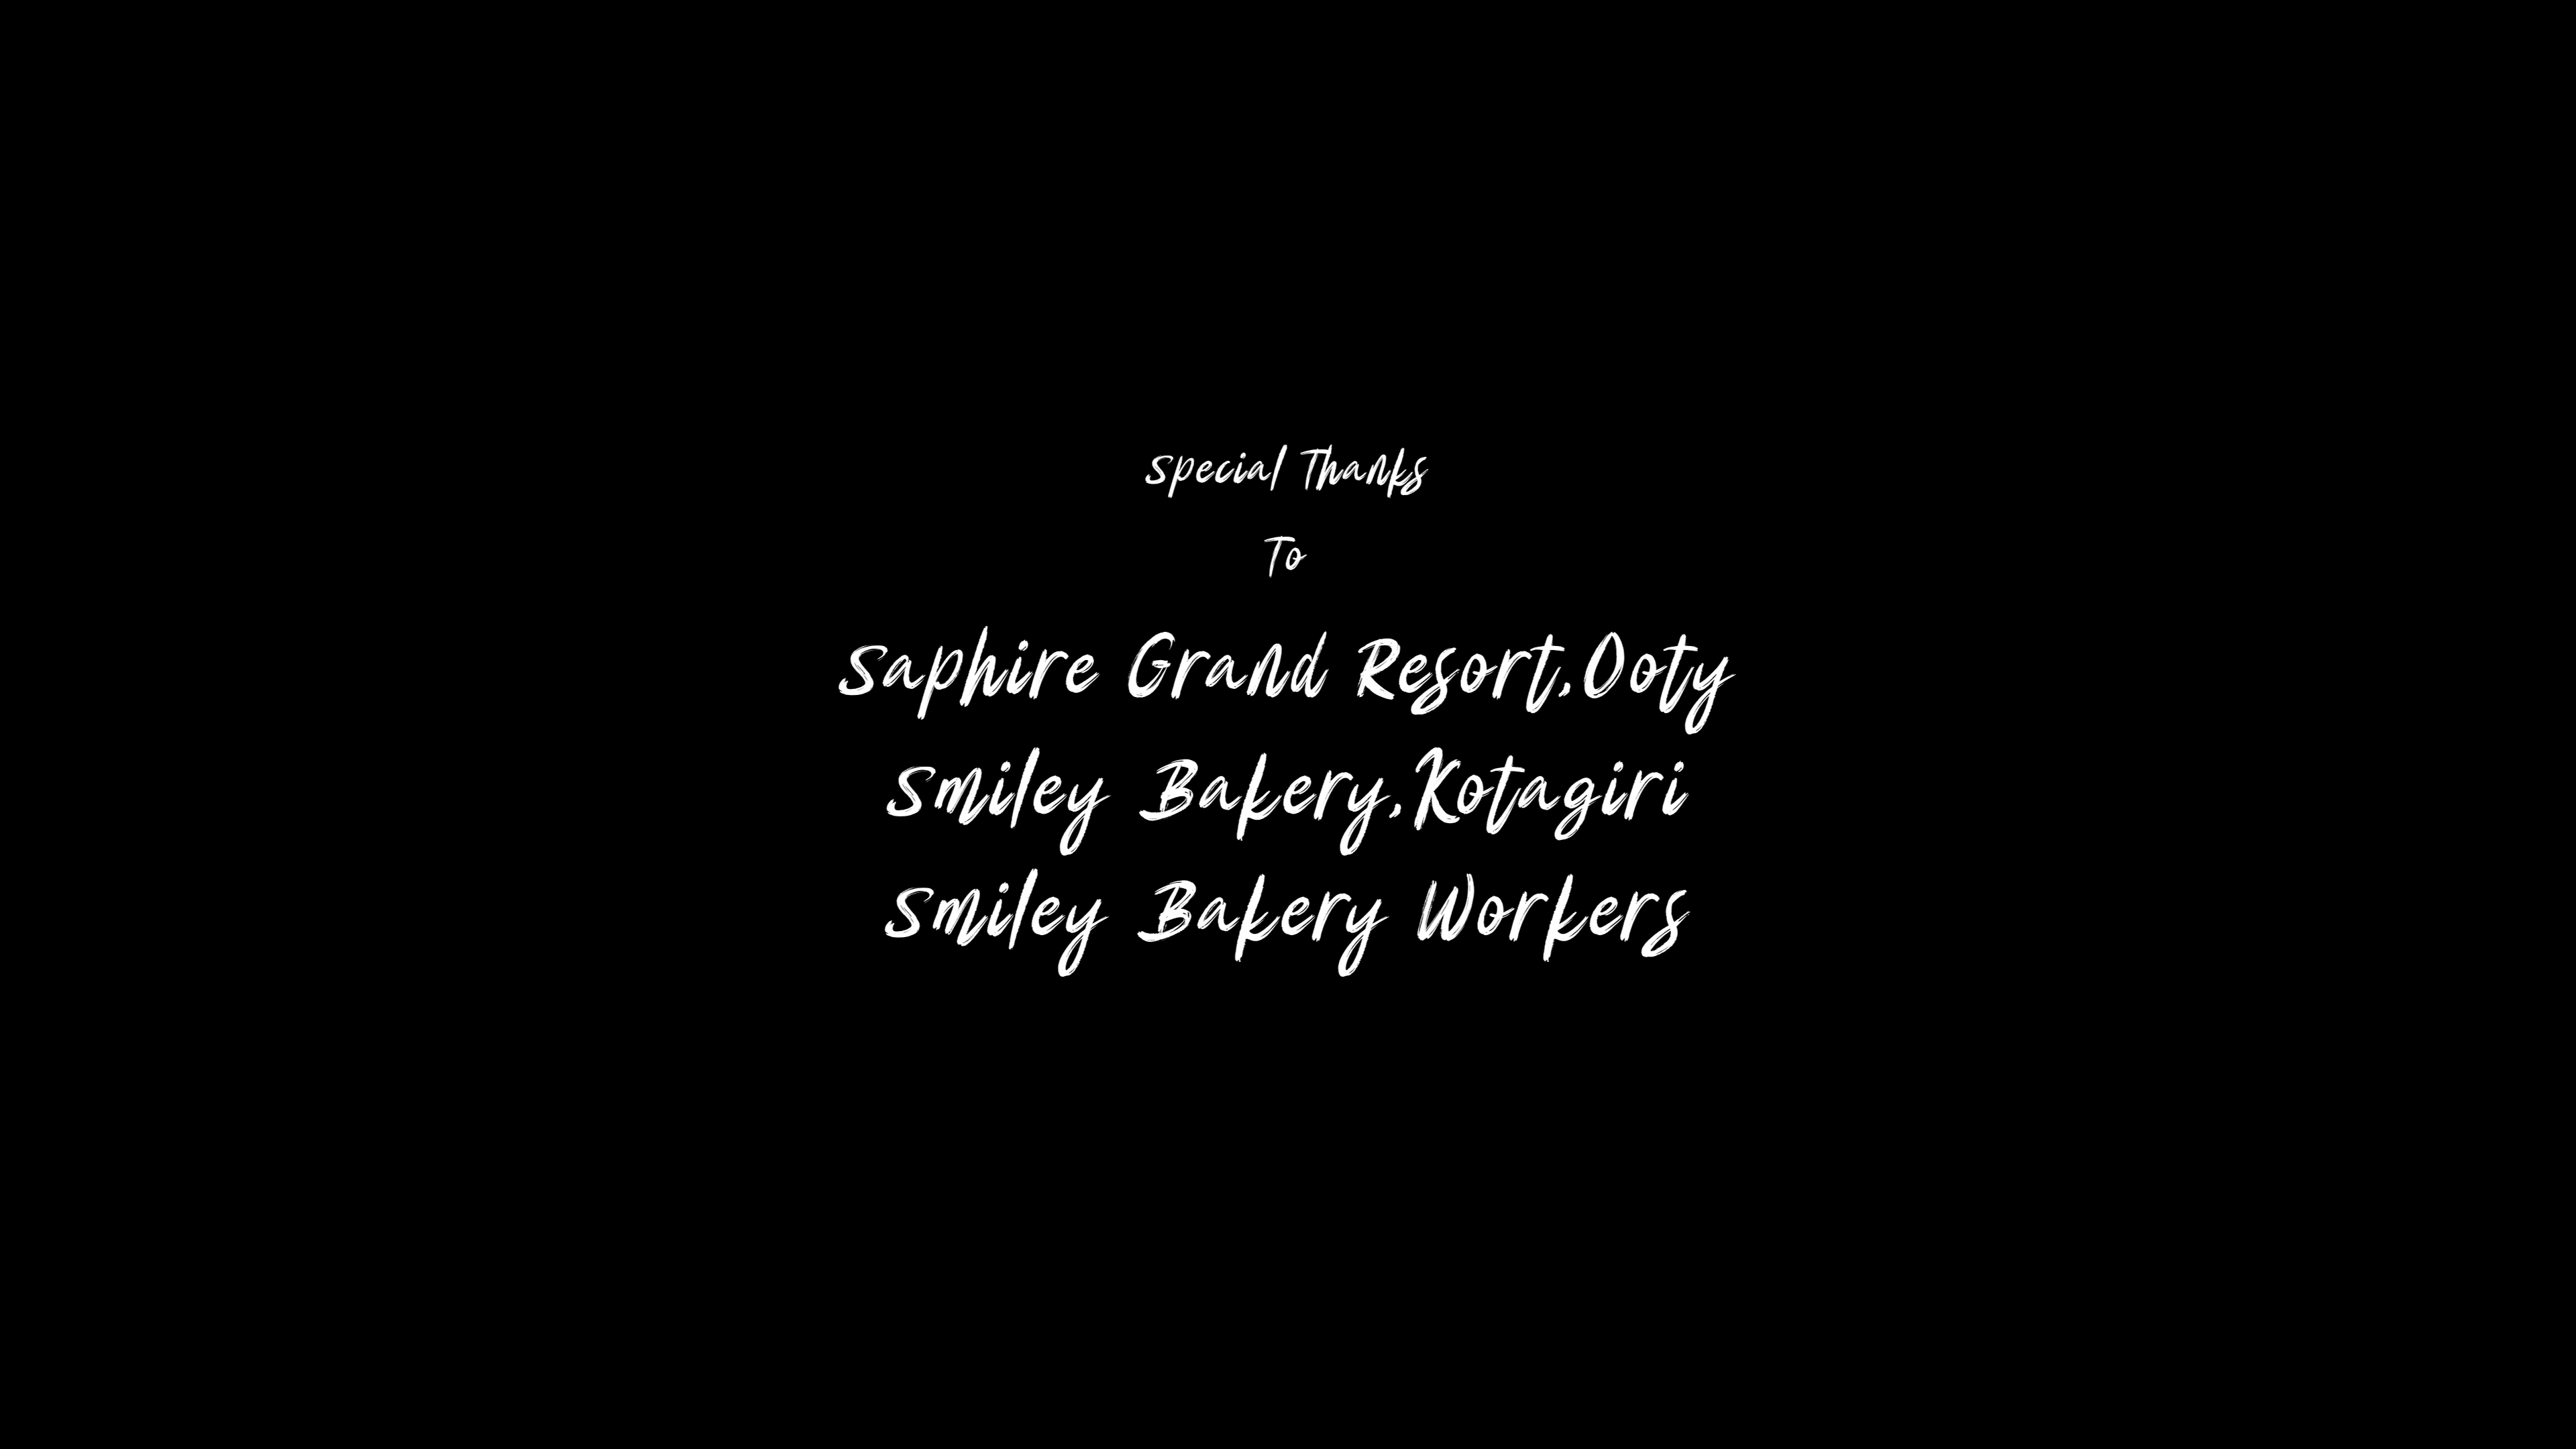 Special Thanks
To
Saphire Grand Resort,Ooty
Smiley Bakery,Kotagiri
Smiley Bakery Workers